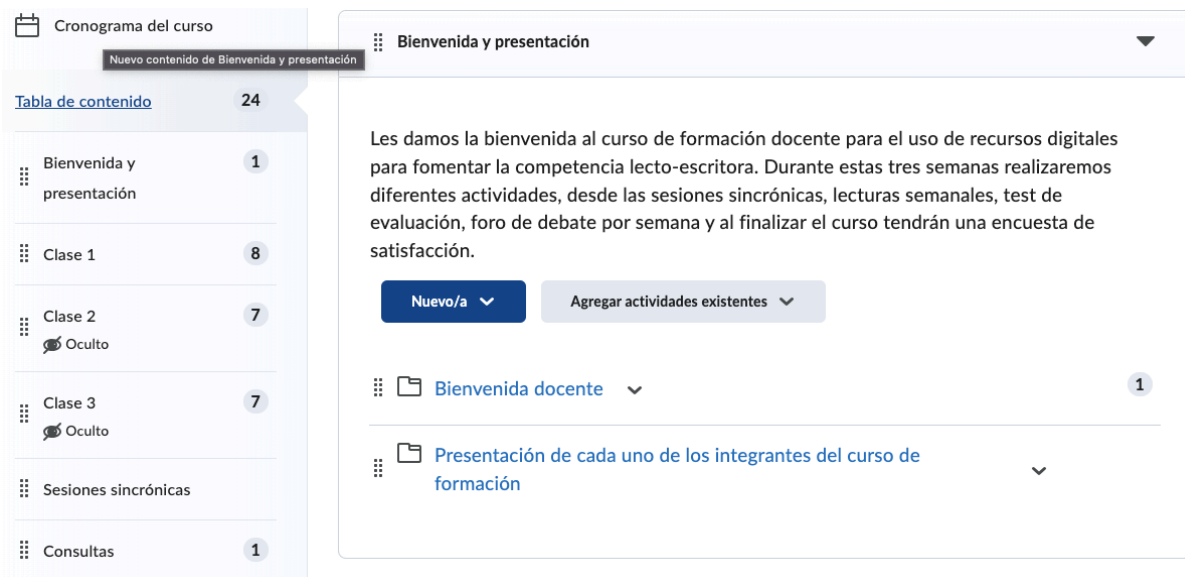 Cronograma del curso
Nuevo contenido de Bienvenida y presentación
Tabla de contenido 24
Bienvenida y 1
presentación
Clase 1 8
Clase 2 7
Oculto
Clase 3 7
Oculto
Sesiones sincrónicas
Consultas 1
Bienvenida y presentación
Les damos la bienvenida al curso de formación docente para el uso de recursos digitales
para fomentar la competencia lecto-escritora. Durante estas tres semanas realizaremos
diferentes actividades, desde las sesiones sincrónicas, lecturas semanales, test de
evaluación, foro de debate por semana y al finalizar el curso tendrán una encuesta de
satisfacción.
Nuevo/a Agregar actividades existentes
Bienvenida docente 1
Presentación de cada uno de los integrantes del curso de
formación